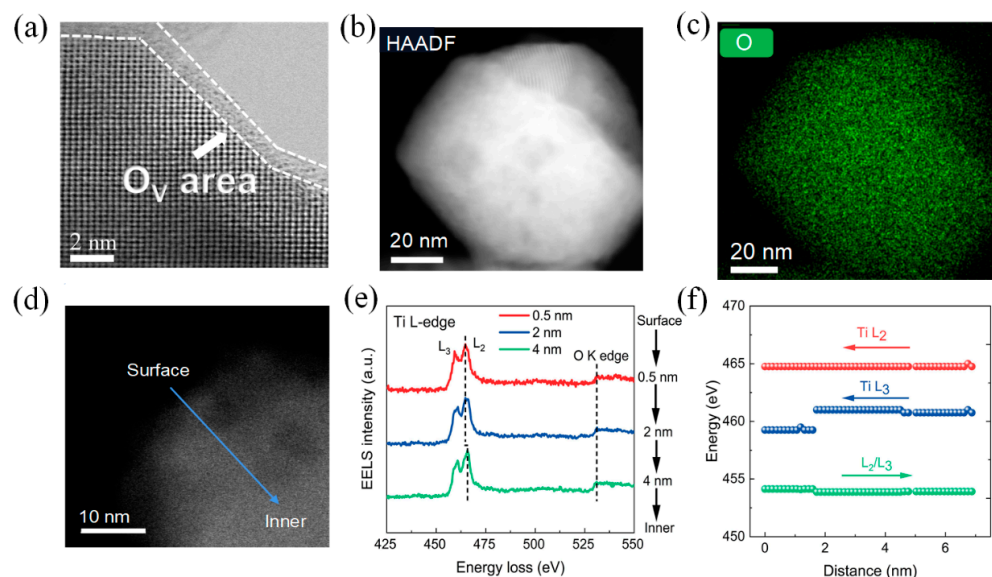 (a)
O_V area
2 nm
(b)
HAADF
20 nm
(c)
O
20 nm
(d)
Surface
Inner
10 nm
(e)
Ti L-edge
0.5 nm
2 nm
4 nm
L₃
L₂
O K edge
Surface
0.5 nm
2 nm
4 nm
Inner
EELS intensity (a.u.)
425
450
475
500
525
550
Energy loss (eV)
(f)
470
465
460
455
450
Energy (eV)
Ti L₂
Ti L₃
L₂/L₃
0
2
4
6
Distance (nm)